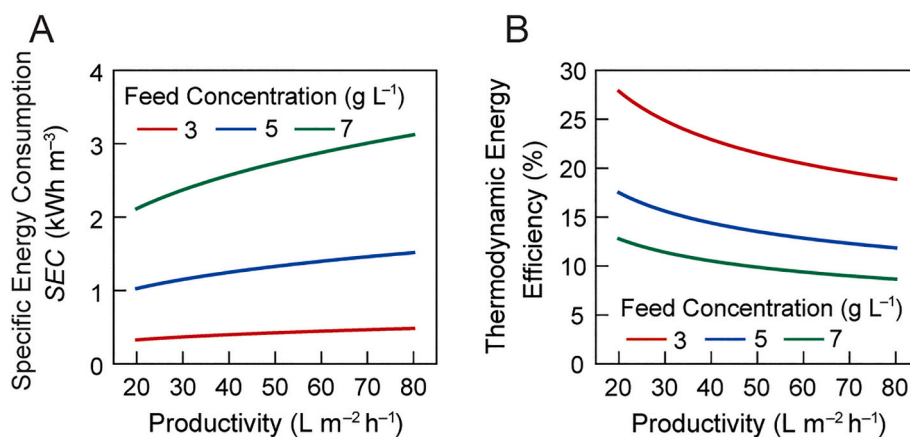 A
Specific Energy Consumption
SEC (kWh m⁻³)
4
3
2
1
0
Feed Concentration (g L⁻¹)
3 5 7
20 30 40 50 60 70 80
Productivity (L m⁻² h⁻¹)
B
Thermodynamic Energy
Efficiency (%)
30
25
20
15
10
5
0
Feed Concentration (g L⁻¹)
3 5 7
20 30 40 50 60 70 80
Productivity (L m⁻² h⁻¹)